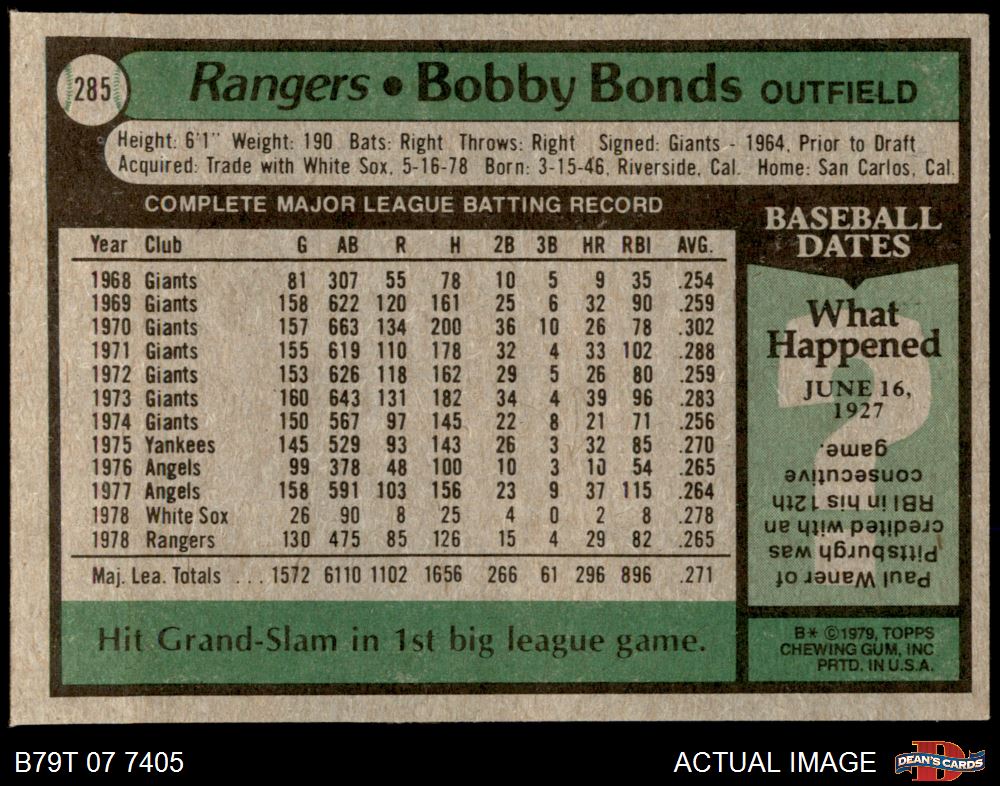 285
Rangers • Bobby Bonds OUTFIELD
Height: 6'1" Weight: 190 Bats: Right Throws: Right Signed: Giants - 1964, Prior to Draft
Acquired: Trade with White Sox, 5-16-78 Born: 3-15-46, Riverside, Cal. Home: San Carlos, Cal.
COMPLETE MAJOR LEAGUE BATTING RECORD
Year Club G AB R H 2B 3B HR RBI AVG.
1968 Giants 81 307 55 78 10 5 9 35 .254
1969 Giants 158 622 120 161 25 6 32 90 .259
1970 Giants 157 663 134 200 36 10 26 78 .302
1971 Giants 155 619 110 178 32 4 33 102 .288
1972 Giants 153 626 118 162 29 5 26 80 .259
1973 Giants 160 643 131 182 34 4 39 96 .283
1974 Giants 150 567 97 145 22 8 21 71 .256
1975 Yankees 145 529 93 143 26 3 32 85 .270
1976 Angels 99 378 48 100 10 3 10 54 .265
1977 Angels 158 591 103 156 23 9 37 115 .264
1978 White Sox 26 90 8 25 4 0 2 8 .278
1978 Rangers 130 475 85 126 15 4 29 82 .265
Maj. Lea. Totals ... 1572 6110 1102 1656 266 61 296 896 .271
Hit Grand-Slam in 1st big league game.
BASEBALL
DATES
What
Happened
JUNE 16,
1927
Paul Waner of
Pittsburgh was
credited with an
RBI in his 12th
consecutive
game.
B* ©1979, TOPPS
CHEWING GUM, INC
PRTD. IN U.S.A.
B79T 07 7405
ACTUAL IMAGE
DEAN'S CARDS